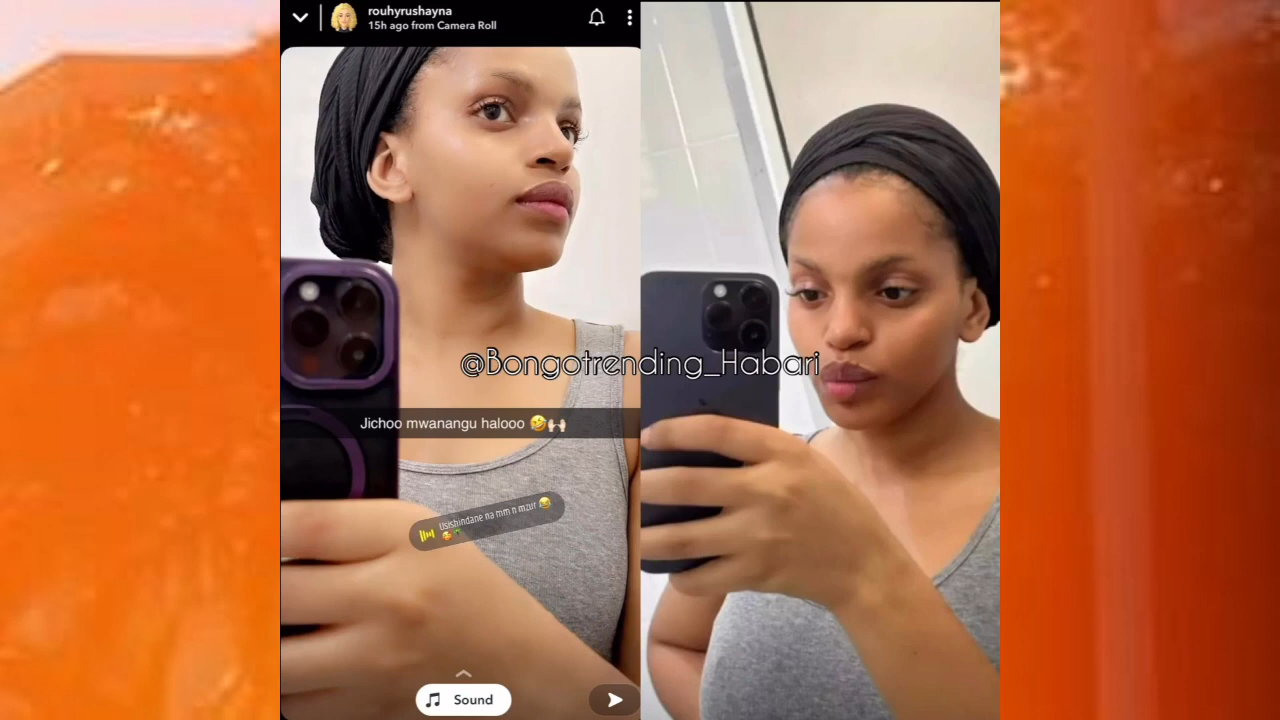 rouhyrushayna
15h ago from Camera Roll
@Bongotrending_Habari
Jichoo mwanangu halooo 🤣🙌🏻
Usishindane na mm n mzur 😂
🥰
Sound